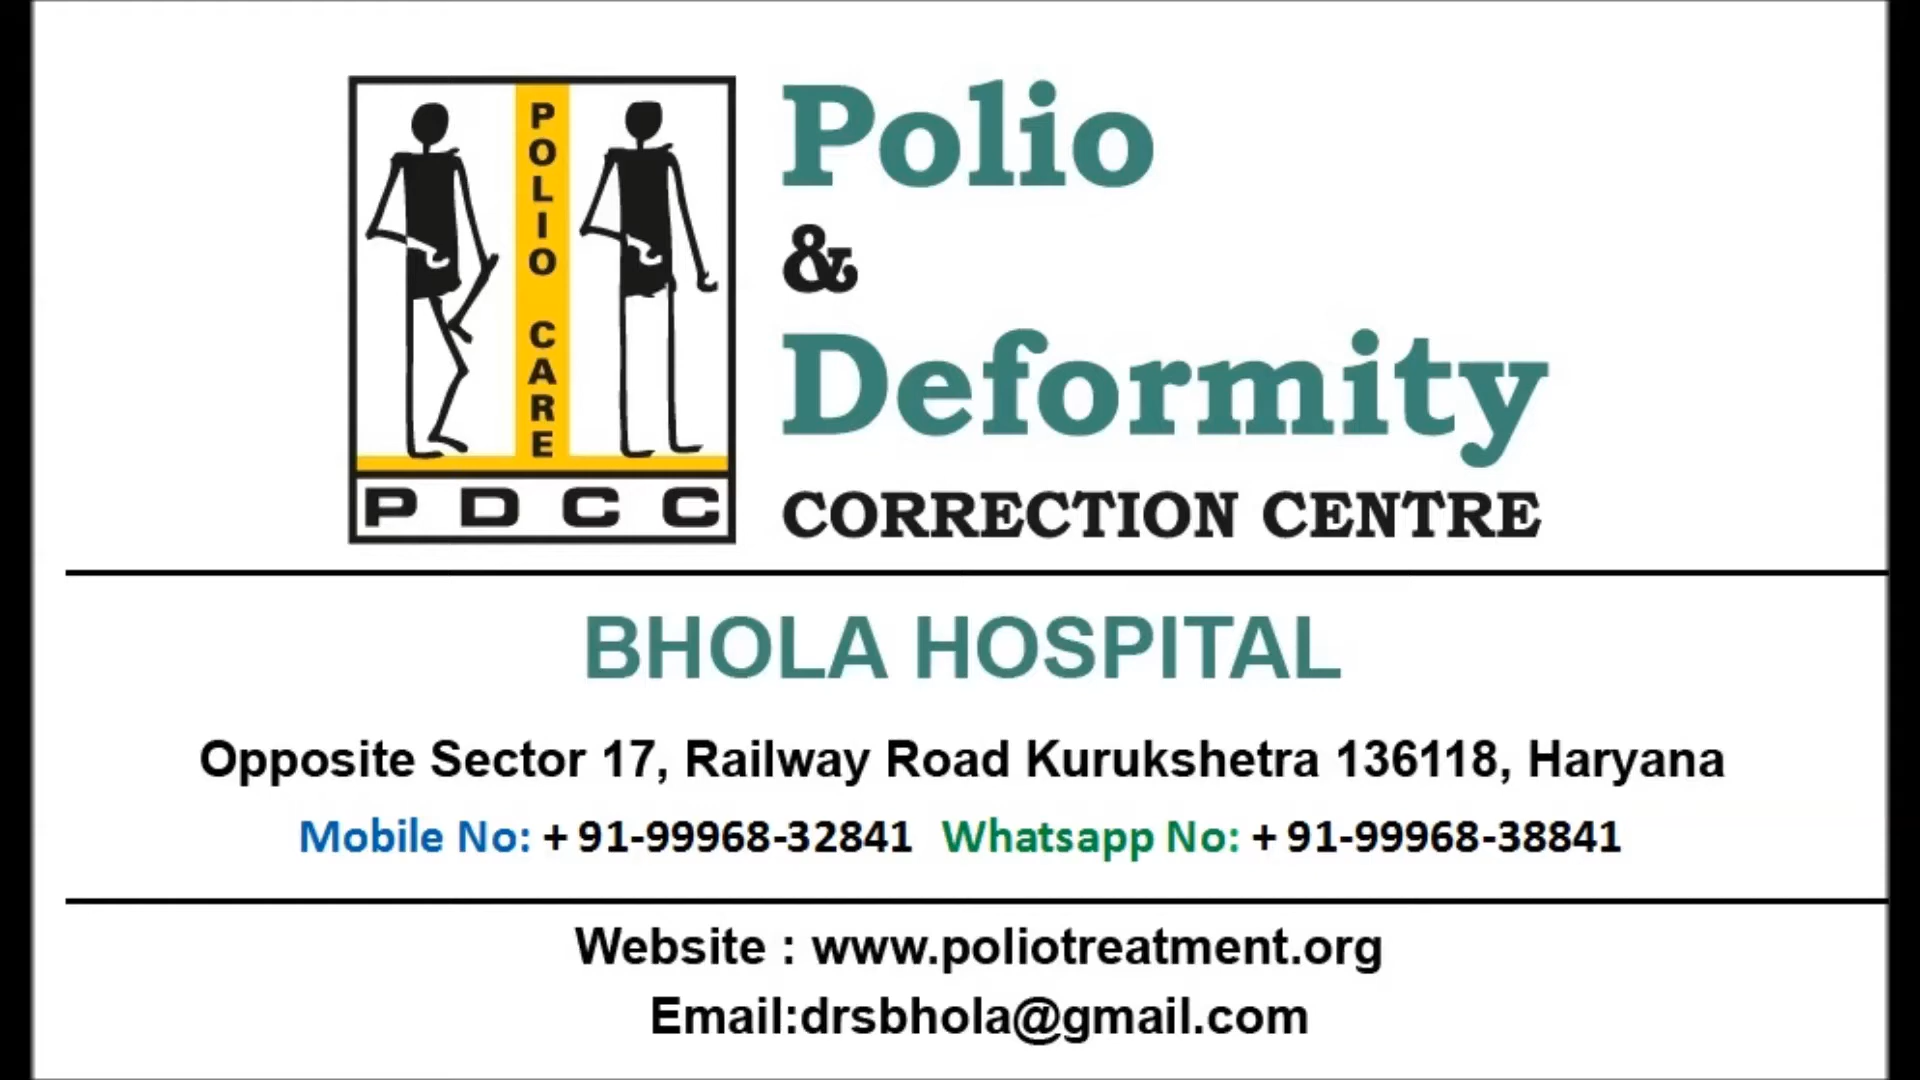 POLIO CARE
PDCC
Polio
&
Deformity
CORRECTION CENTRE
BHOLA HOSPITAL
Opposite Sector 17, Railway Road Kurukshetra 136118, Haryana
Mobile No: + 91-99968-32841 Whatsapp No: + 91-99968-38841
Website : www.poliotreatment.org
Email:drsbhola@gmail.com